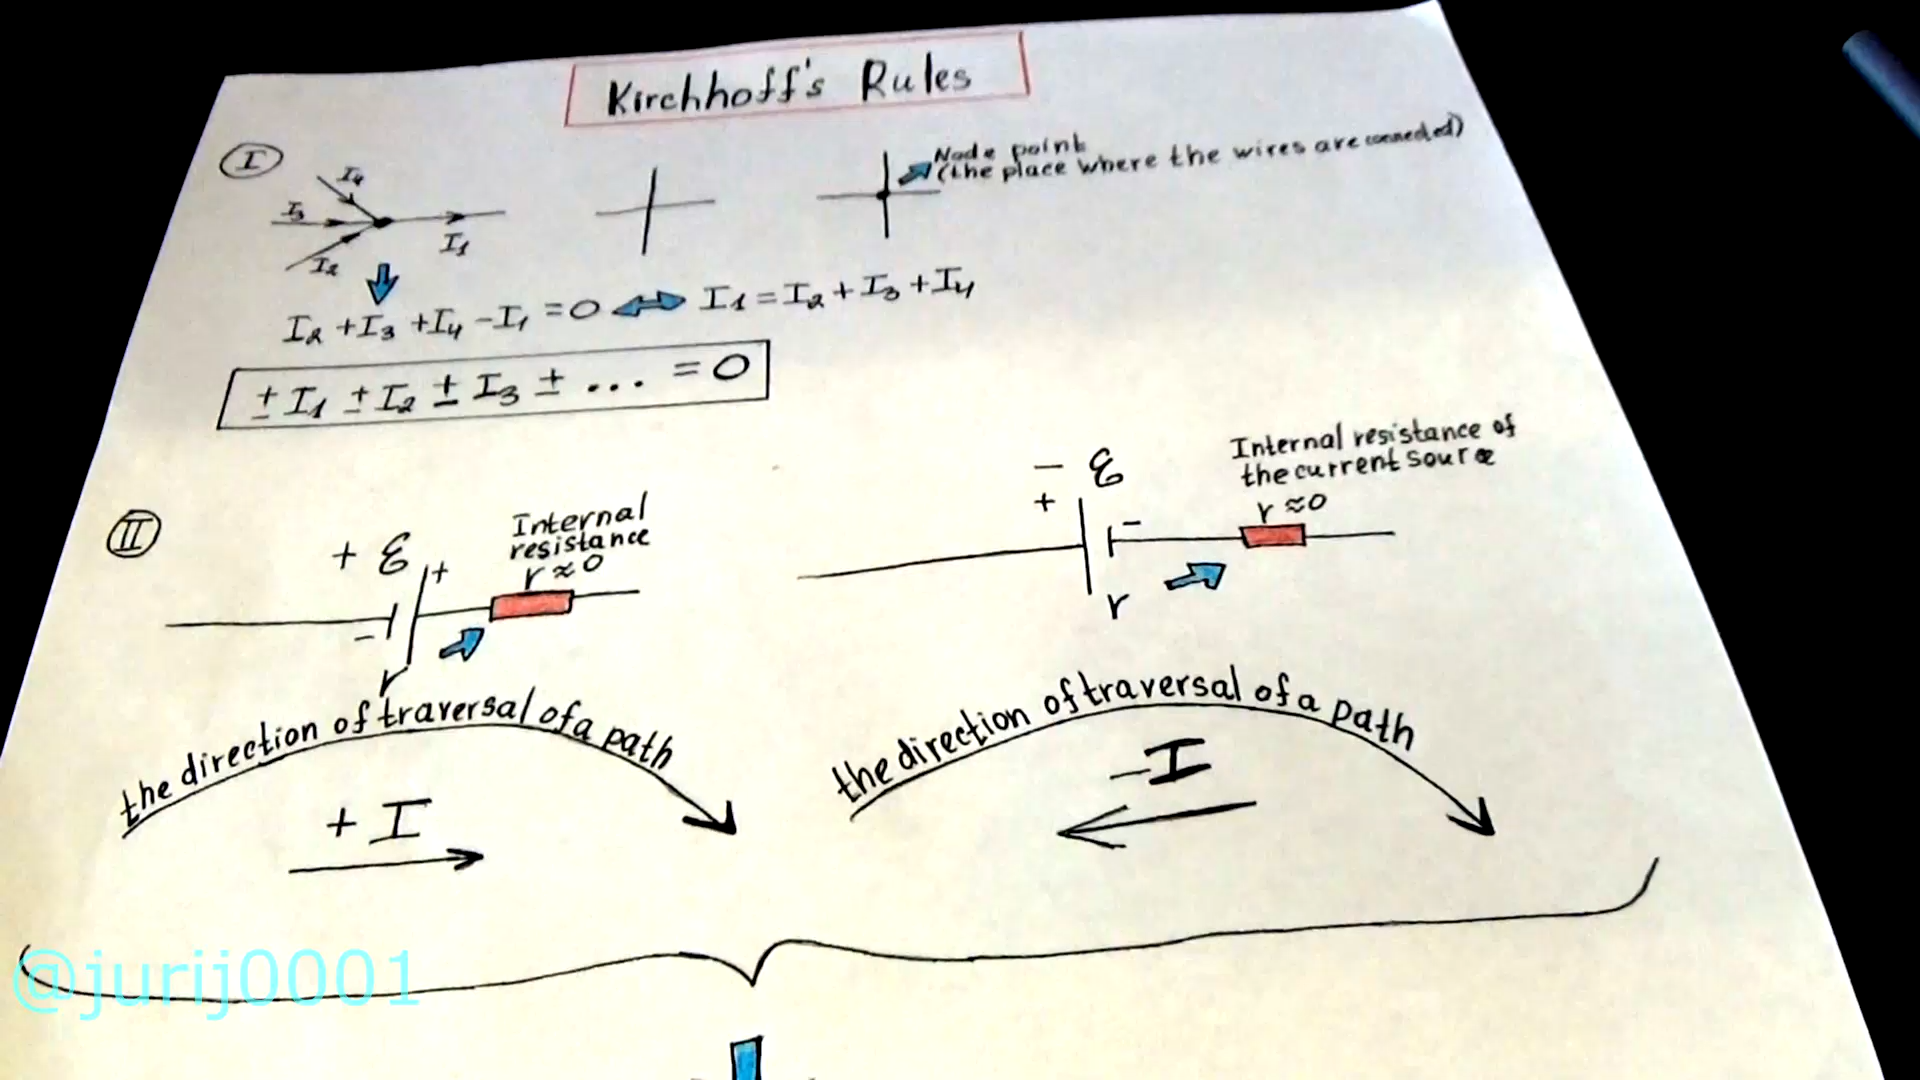 Kirchhoff's Rules
I
I4
I3
I2
I1
Node point
(the place where the wires are connected)
I2 + I3 + I4 - I1 = 0 I1 = I2 + I3 + I4
± I1 ± I2 ± I3 ± ... = 0
II
+ Ɛ
+
-
r
Internal
resistance
r ≈ 0
the direction of traversal of a path
+ I
- Ɛ
+
-
r
Internal resistance of
the current source
r ≈ 0
the direction of traversal of a path
-I
@jurij0001